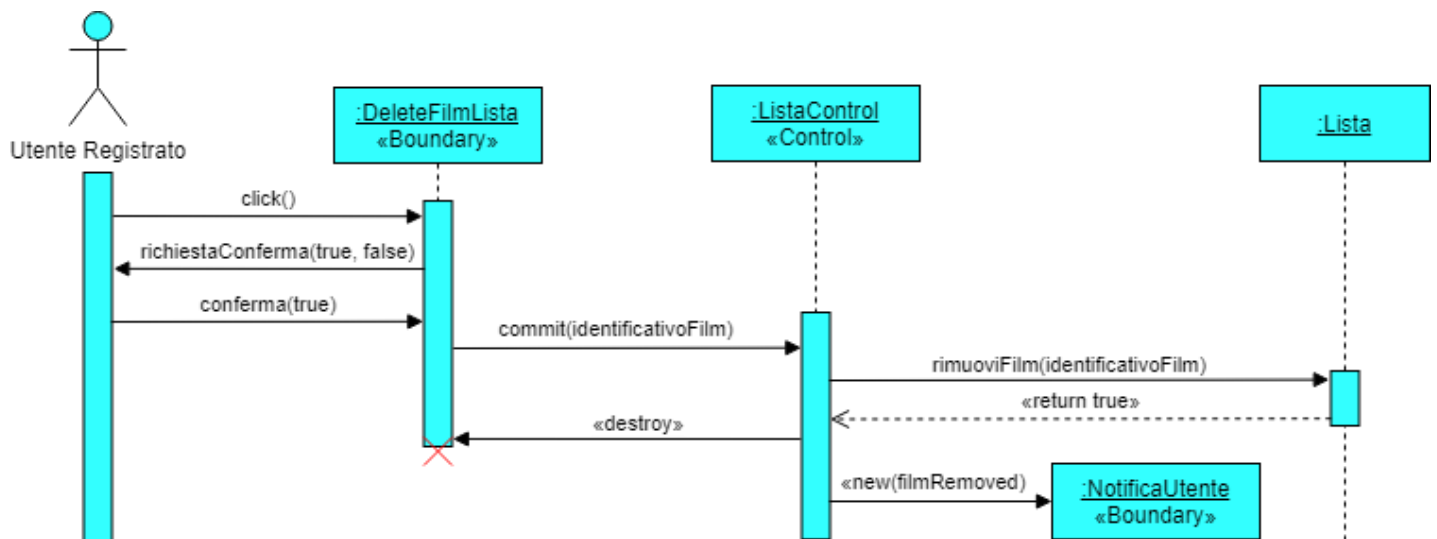 :DeleteFilmLista
«Boundary»
:ListaControl
«Control»
:Lista
Utente Registrato
click()
richiestaConferma(true, false)
conferma(true)
commit(identificativoFilm)
rimuoviFilm(identificativoFilm)
«return true»
«destroy»
«new(filmRemoved)
:NotificaUtente
«Boundary»